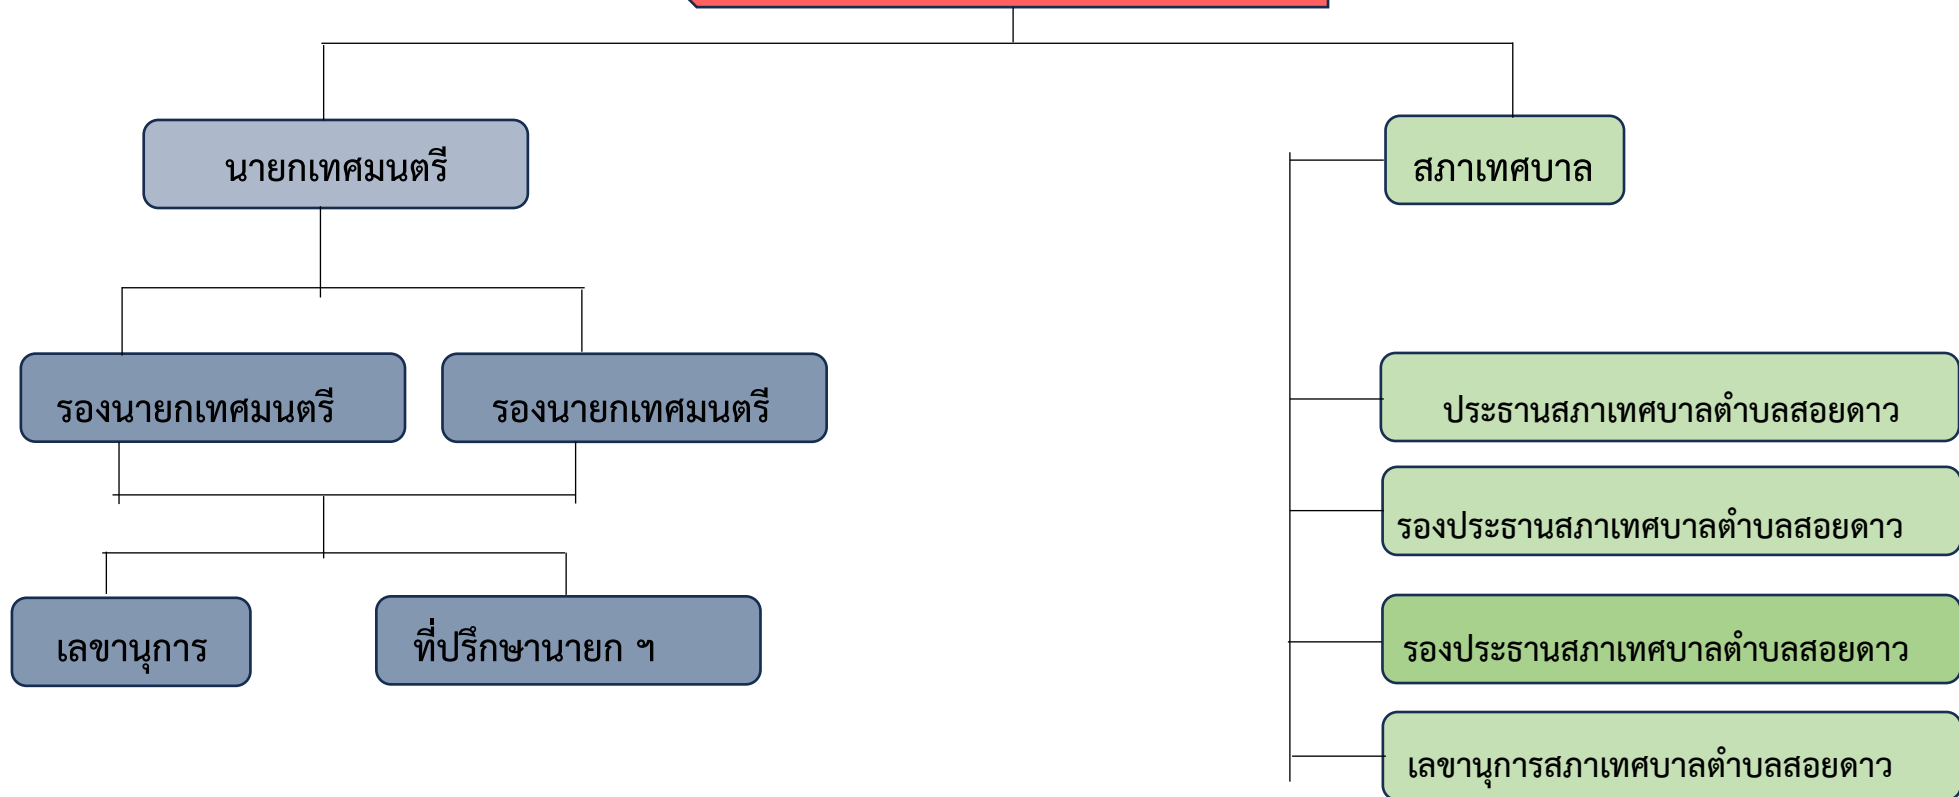 นายกเทศมนตรี
สภาเทศบาล
รองนายกเทศมนตรี
รองนายกเทศมนตรี
ประธานสภาเทศบาลตำบลสอยดาว
รองประธานสภาเทศบาลตำบลสอยดาว
เลขานุการ
ที่ปรึกษานายก ฯ
รองประธานสภาเทศบาลตำบลสอยดาว
เลขานุการสภาเทศบาลตำบลสอยดาว